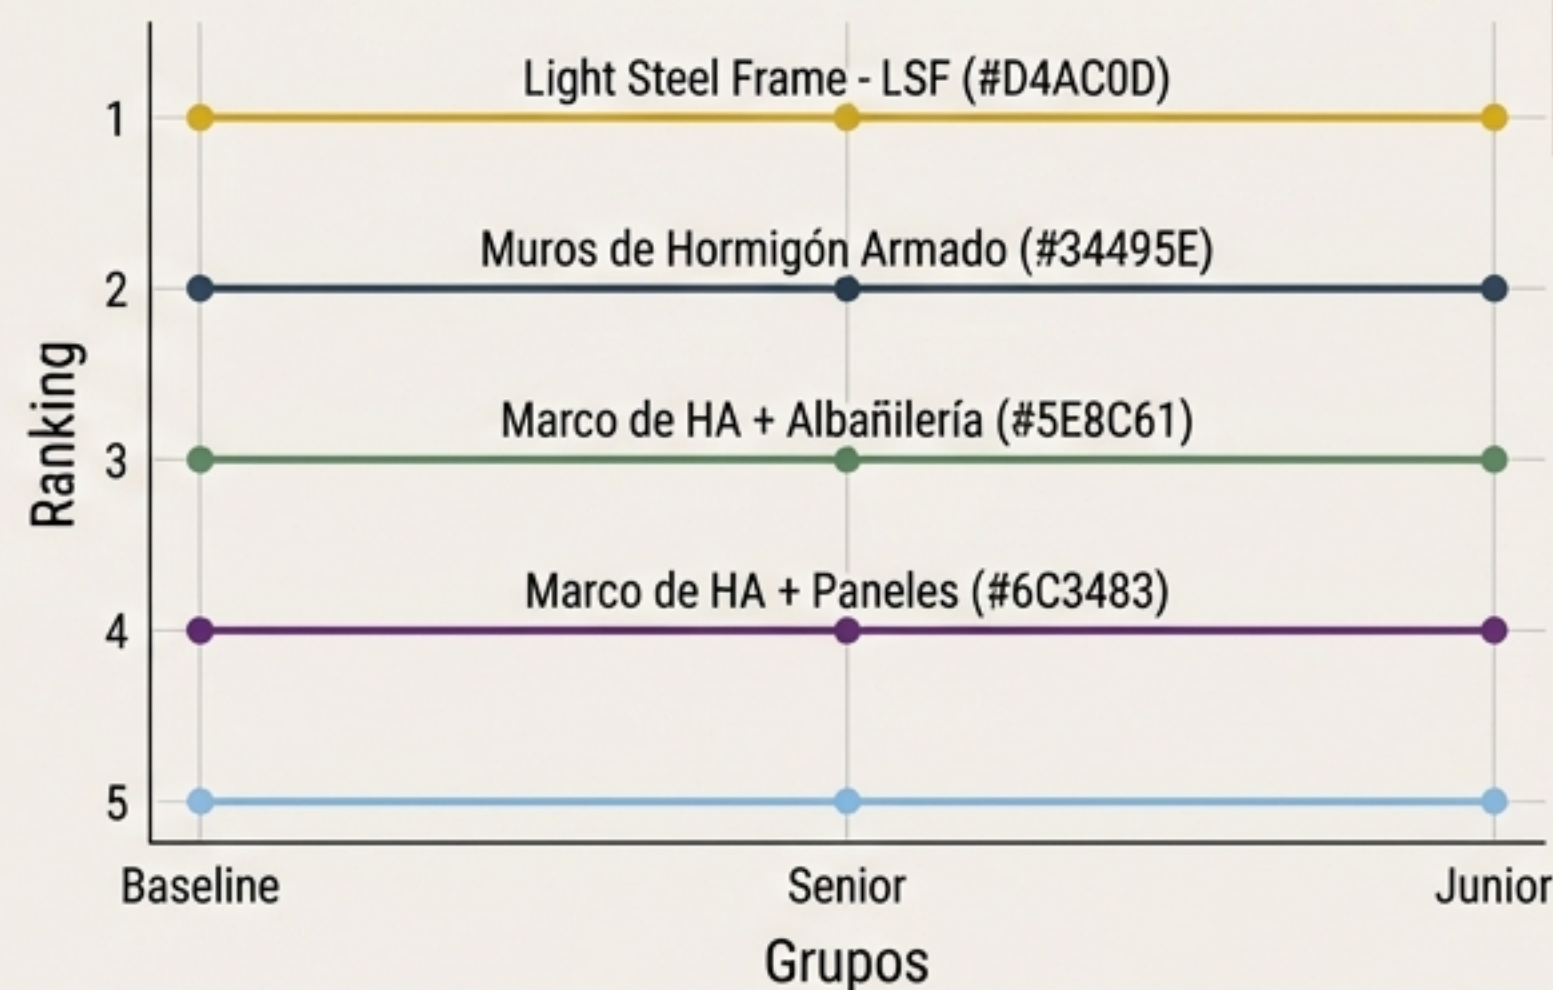 Light Steel Frame - LSF (#D4AC0D)
1
Muros de Hormigón Armado (#34495E)
2
Marco de HA + Albañilería (#5E8C61)
3
Ranking
Marco de HA + Paneles (#6C3483)
4
5
Baseline Senior Junior
Grupos